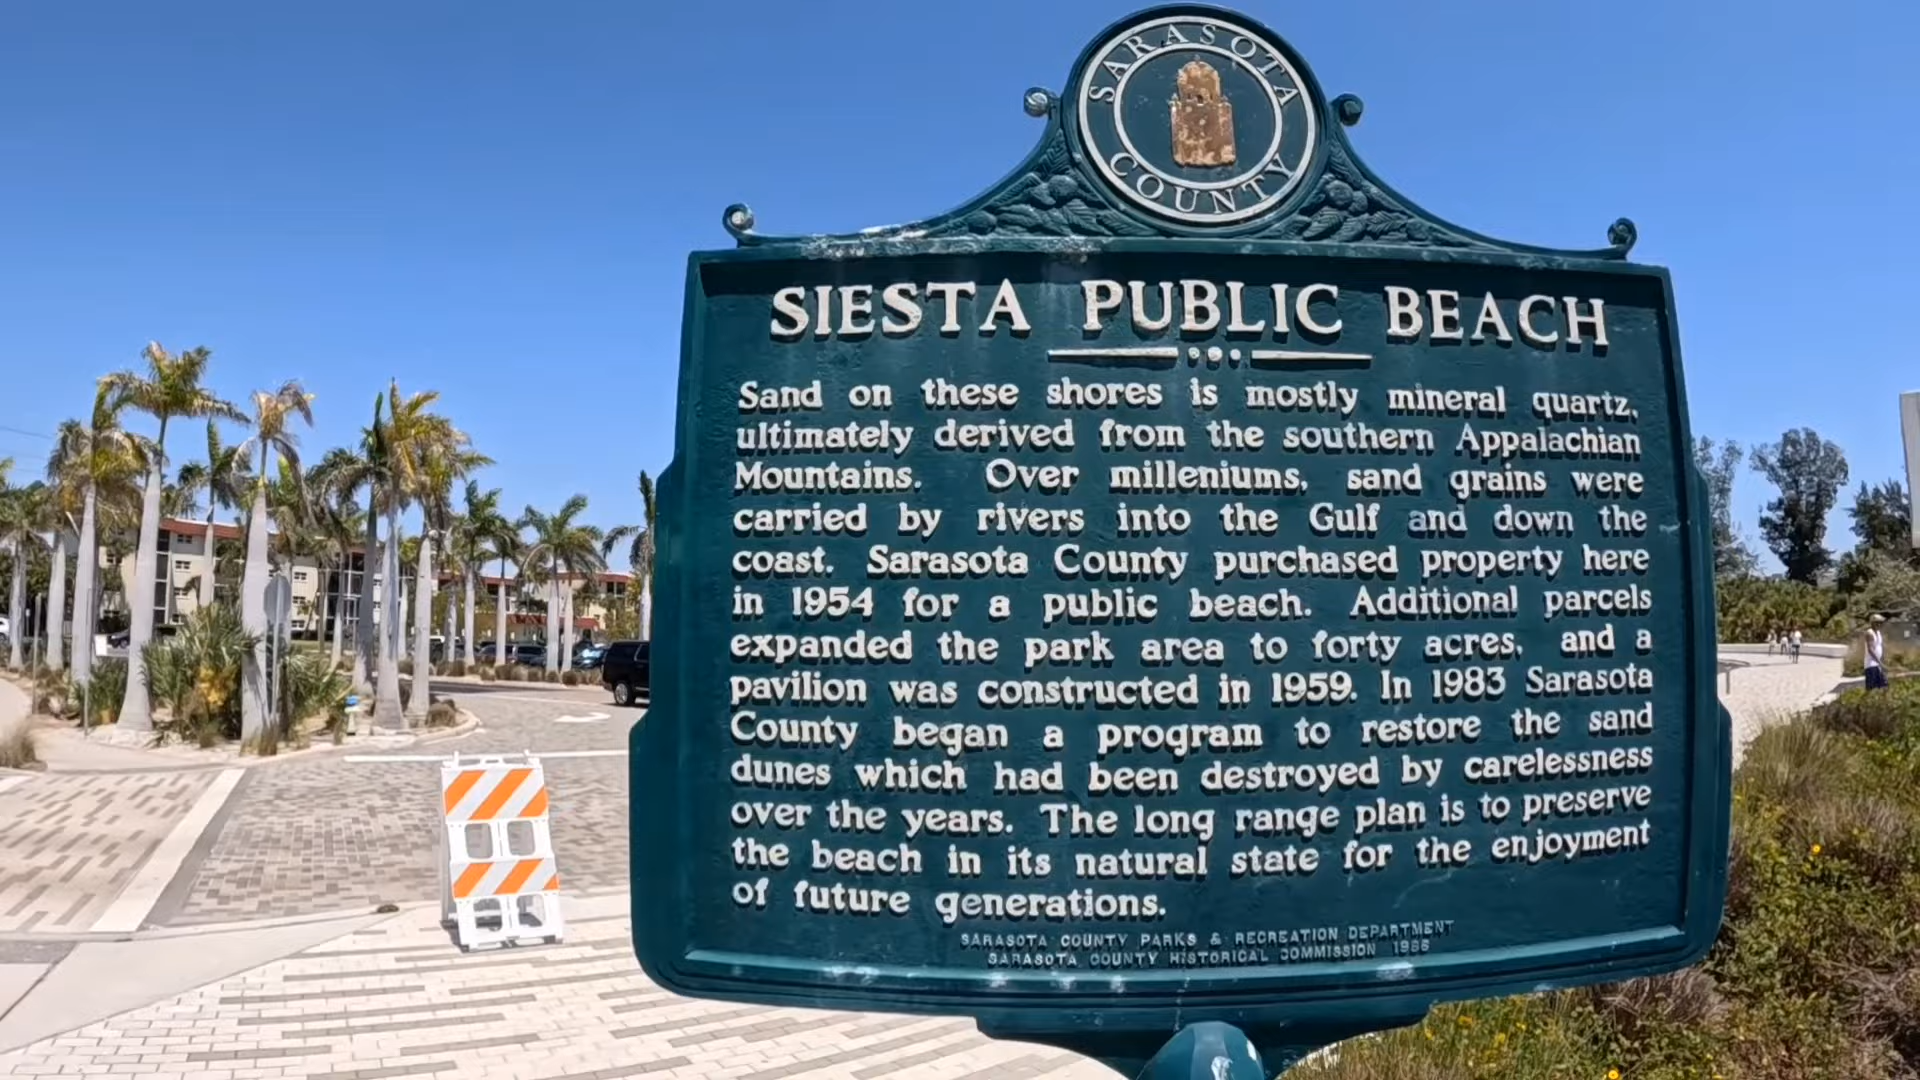 SARASOTA
COUNTY
SIESTA PUBLIC BEACH
Sand on these shores is mostly mineral quartz,
ultimately derived from the southern Appalachian
Mountains. Over milleniums, sand grains were
carried by rivers into the Gulf and down the
coast. Sarasota County purchased property here
in 1954 for a public beach. Additional parcels
expanded the park area to forty acres, and a
pavilion was constructed in 1959. In 1983 Sarasota
County began a program to restore the sand
dunes which had been destroyed by carelessness
over the years. The long range plan is to preserve
the beach in its natural state for the enjoyment
of future generations.
SARASOTA COUNTY PARKS & RECREATION DEPARTMENT
SARASOTA COUNTY HISTORICAL COMMISSION 1986